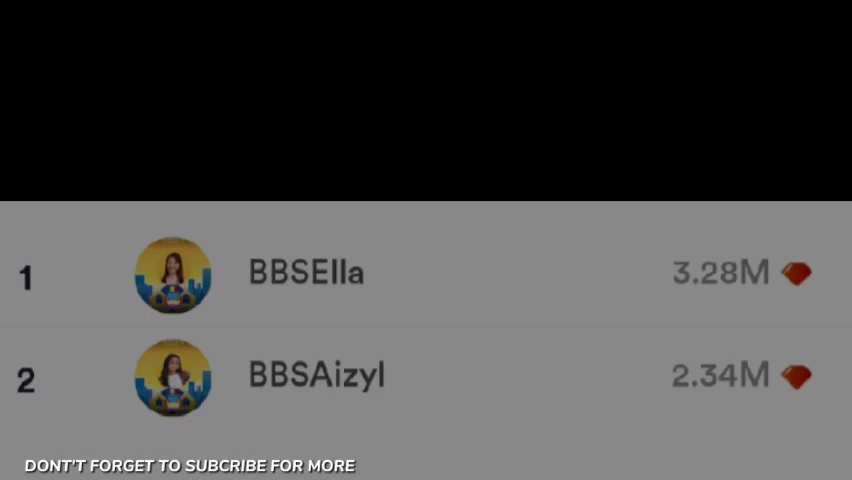 1 BBSElla 3.28M
2 BBSAizyl 2.34M
DONT'T FORGET TO SUBCRIBE FOR MORE